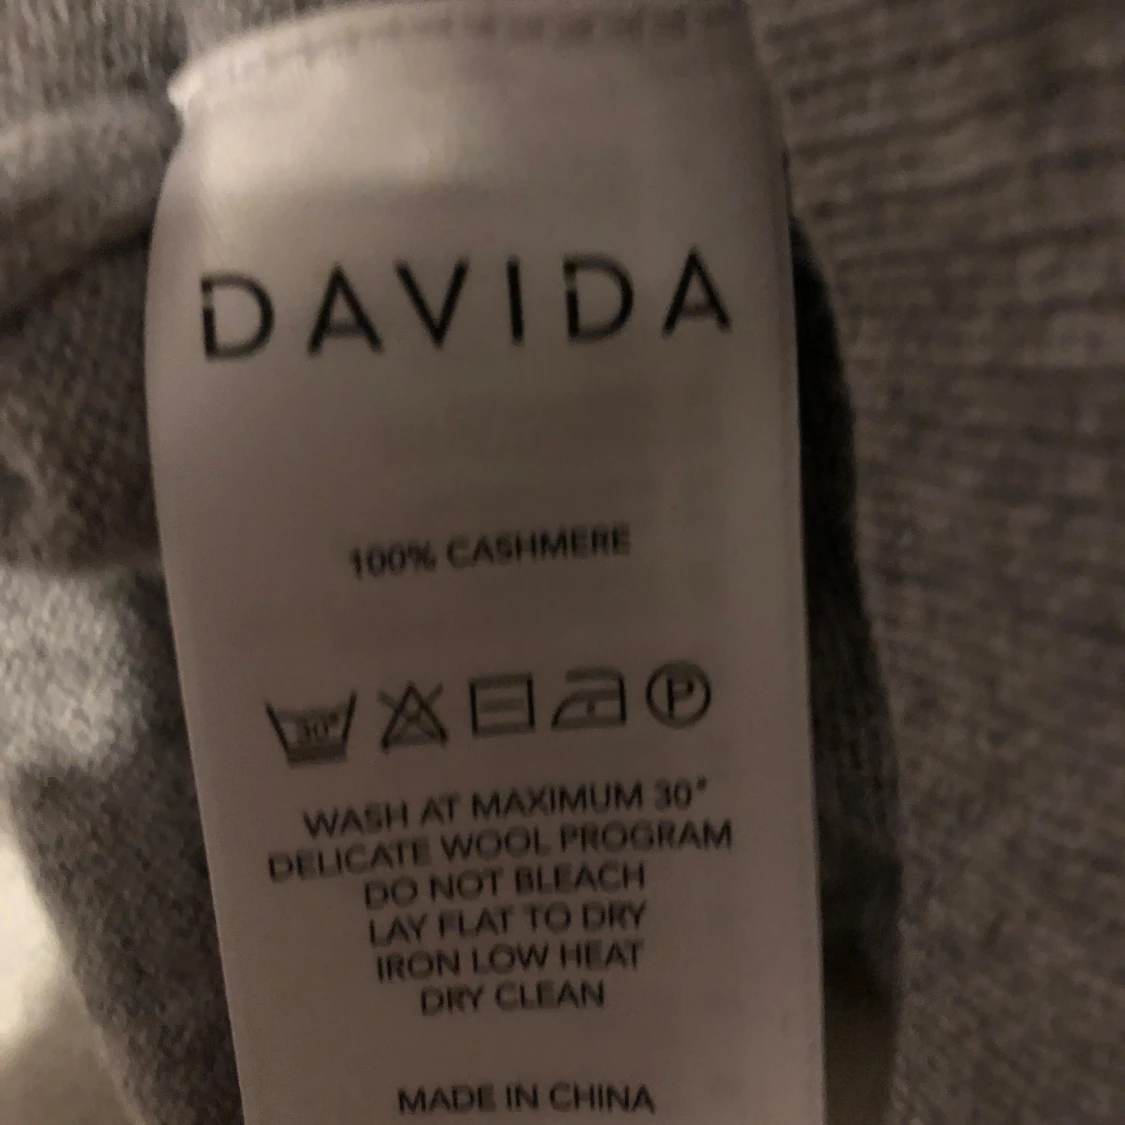 DAVIDA
100% CASHMERE
30°
P
WASH AT MAXIMUM 30°
DELICATE WOOL PROGRAM
DO NOT BLEACH
LAY FLAT TO DRY
IRON LOW HEAT
DRY CLEAN
MADE IN CHINA